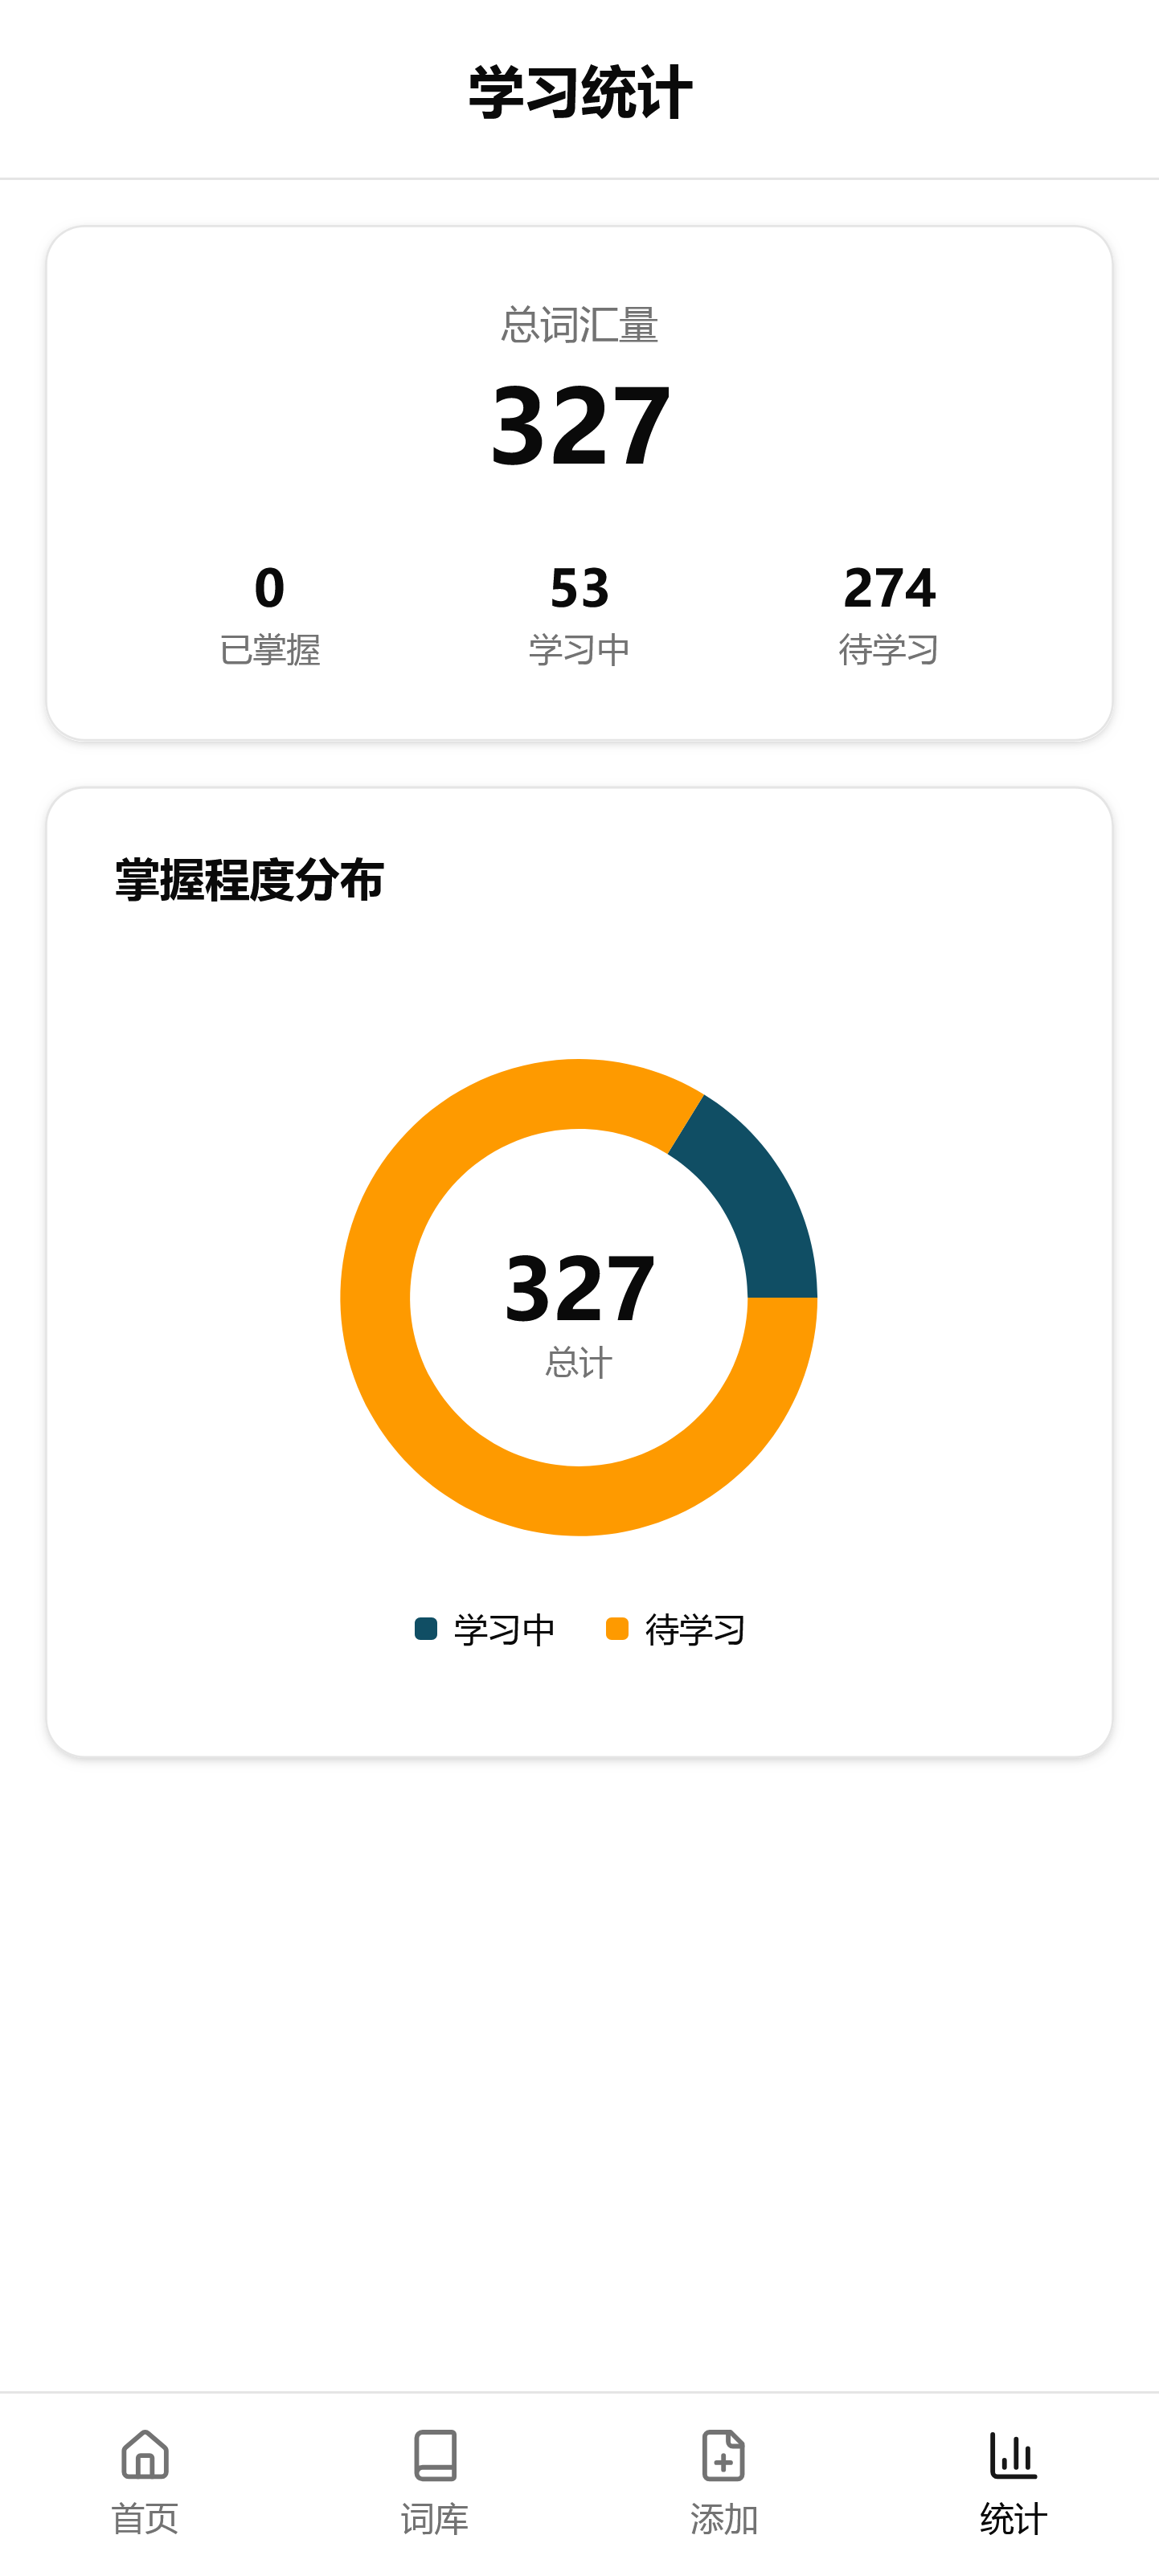 学习统计
总词汇量
327
0 53 274
已掌握 学习中 待学习
掌握程度分布
327
总计
学习中 待学习
首页 词库 添加 统计